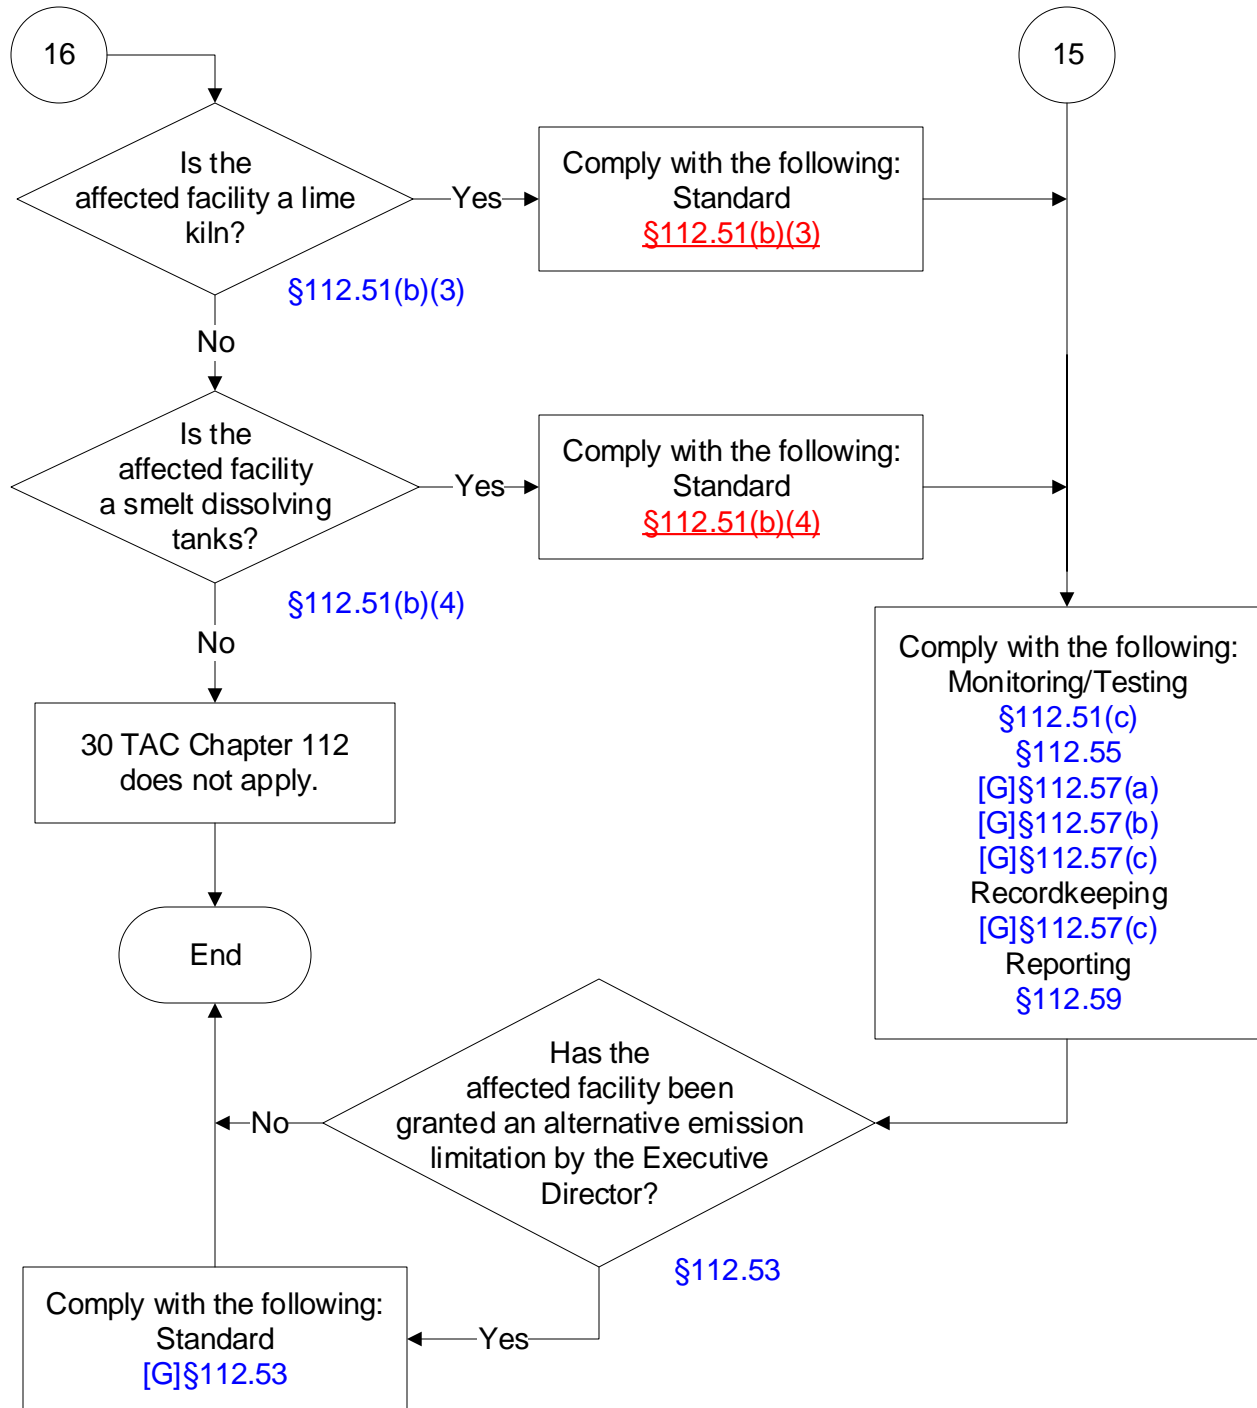 16
15
Is the
affected facility a lime
kiln?
Yes
Comply with the following:
Standard
§112.51(b)(3)
§112.51(b)(3)
No
Is the
affected facility
a smelt dissolving
tanks?
Yes
Comply with the following:
Standard
§112.51(b)(4)
§112.51(b)(4)
No
30 TAC Chapter 112
does not apply.
End
Comply with the following:
Monitoring/Testing
§112.51(c)
§112.55
[G]§112.57(a)
[G]§112.57(b)
[G]§112.57(c)
Recordkeeping
[G]§112.57(c)
Reporting
§112.59
Has the
affected facility been
granted an alternative emission
limitation by the Executive
Director?
No
§112.53
Yes
Comply with the following:
Standard
[G]§112.53